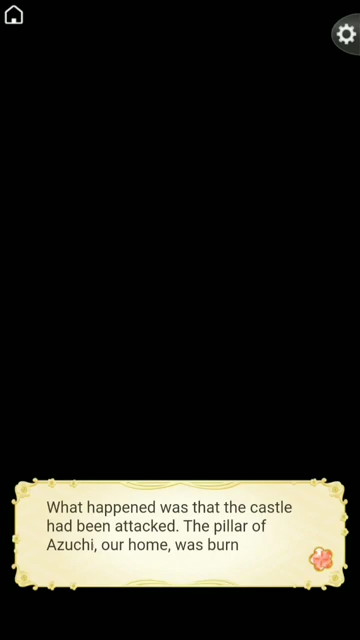 What happened was that the castle
had been attacked. The pillar of
Azuchi, our home, was burn